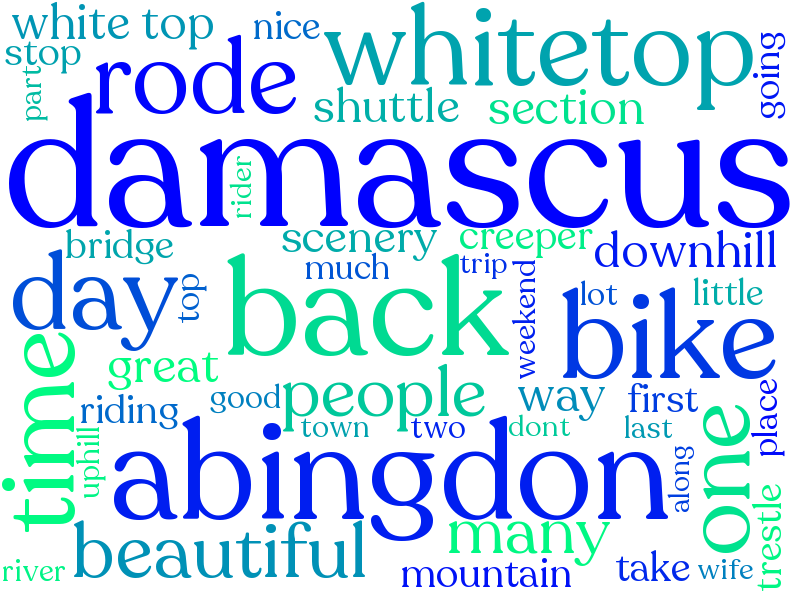 white top
nice
whitetop
going
stop
part
rode
shuttle
section
damascus
rider
bridge
scenery
creeper
downhill
much
trip
day
top
back
weekend
lot
little
bike
time
great
people
way
first
place
riding
good
town
two
dont
last
one
uphill
abingdon
along
trestle
beautiful
many
river
mountain
take
wife